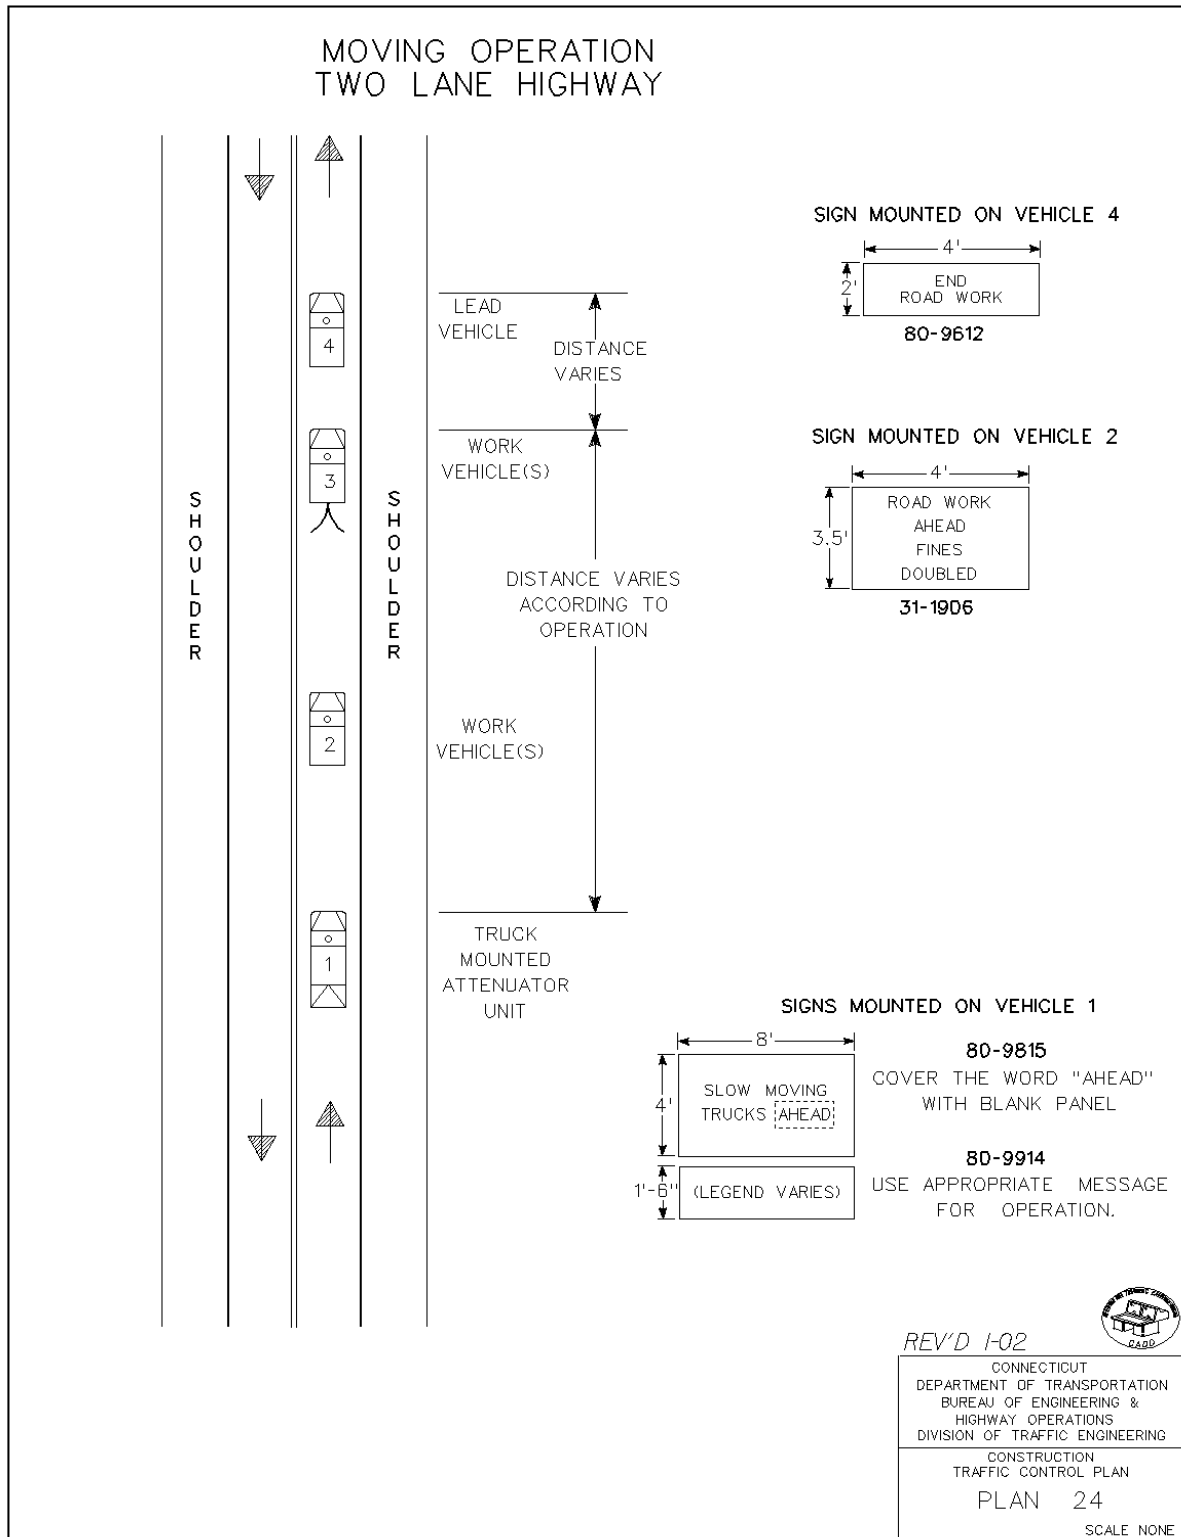 MOVING OPERATION
TWO LANE HIGHWAY
SIGN MOUNTED ON VEHICLE 4
4'
2'
END
ROAD WORK
80-9612
4
LEAD
VEHICLE
DISTANCE
VARIES
3
WORK
VEHICLE(S)
SIGN MOUNTED ON VEHICLE 2
4'
3.5'
ROAD WORK
AHEAD
FINES
DOUBLED
31-1906
SHOULDER
SHOULDER
DISTANCE VARIES
ACCORDING TO
OPERATION
2
WORK
VEHICLE(S)
1
TRUCK
MOUNTED
ATTENUATOR
UNIT
SIGNS MOUNTED ON VEHICLE 1
8'
4'
SLOW MOVING
TRUCKS AHEAD
80-9815
COVER THE WORD "AHEAD"
WITH BLANK PANEL
1'-6"
(LEGEND VARIES)
80-9914
USE APPROPRIATE MESSAGE
FOR OPERATION.
CADD
REV'D 1-02
CONNECTICUT
DEPARTMENT OF TRANSPORTATION
BUREAU OF ENGINEERING &
HIGHWAY OPERATIONS
DIVISION OF TRAFFIC ENGINEERING
CONSTRUCTION
TRAFFIC CONTROL PLAN
PLAN 24
SCALE NONE